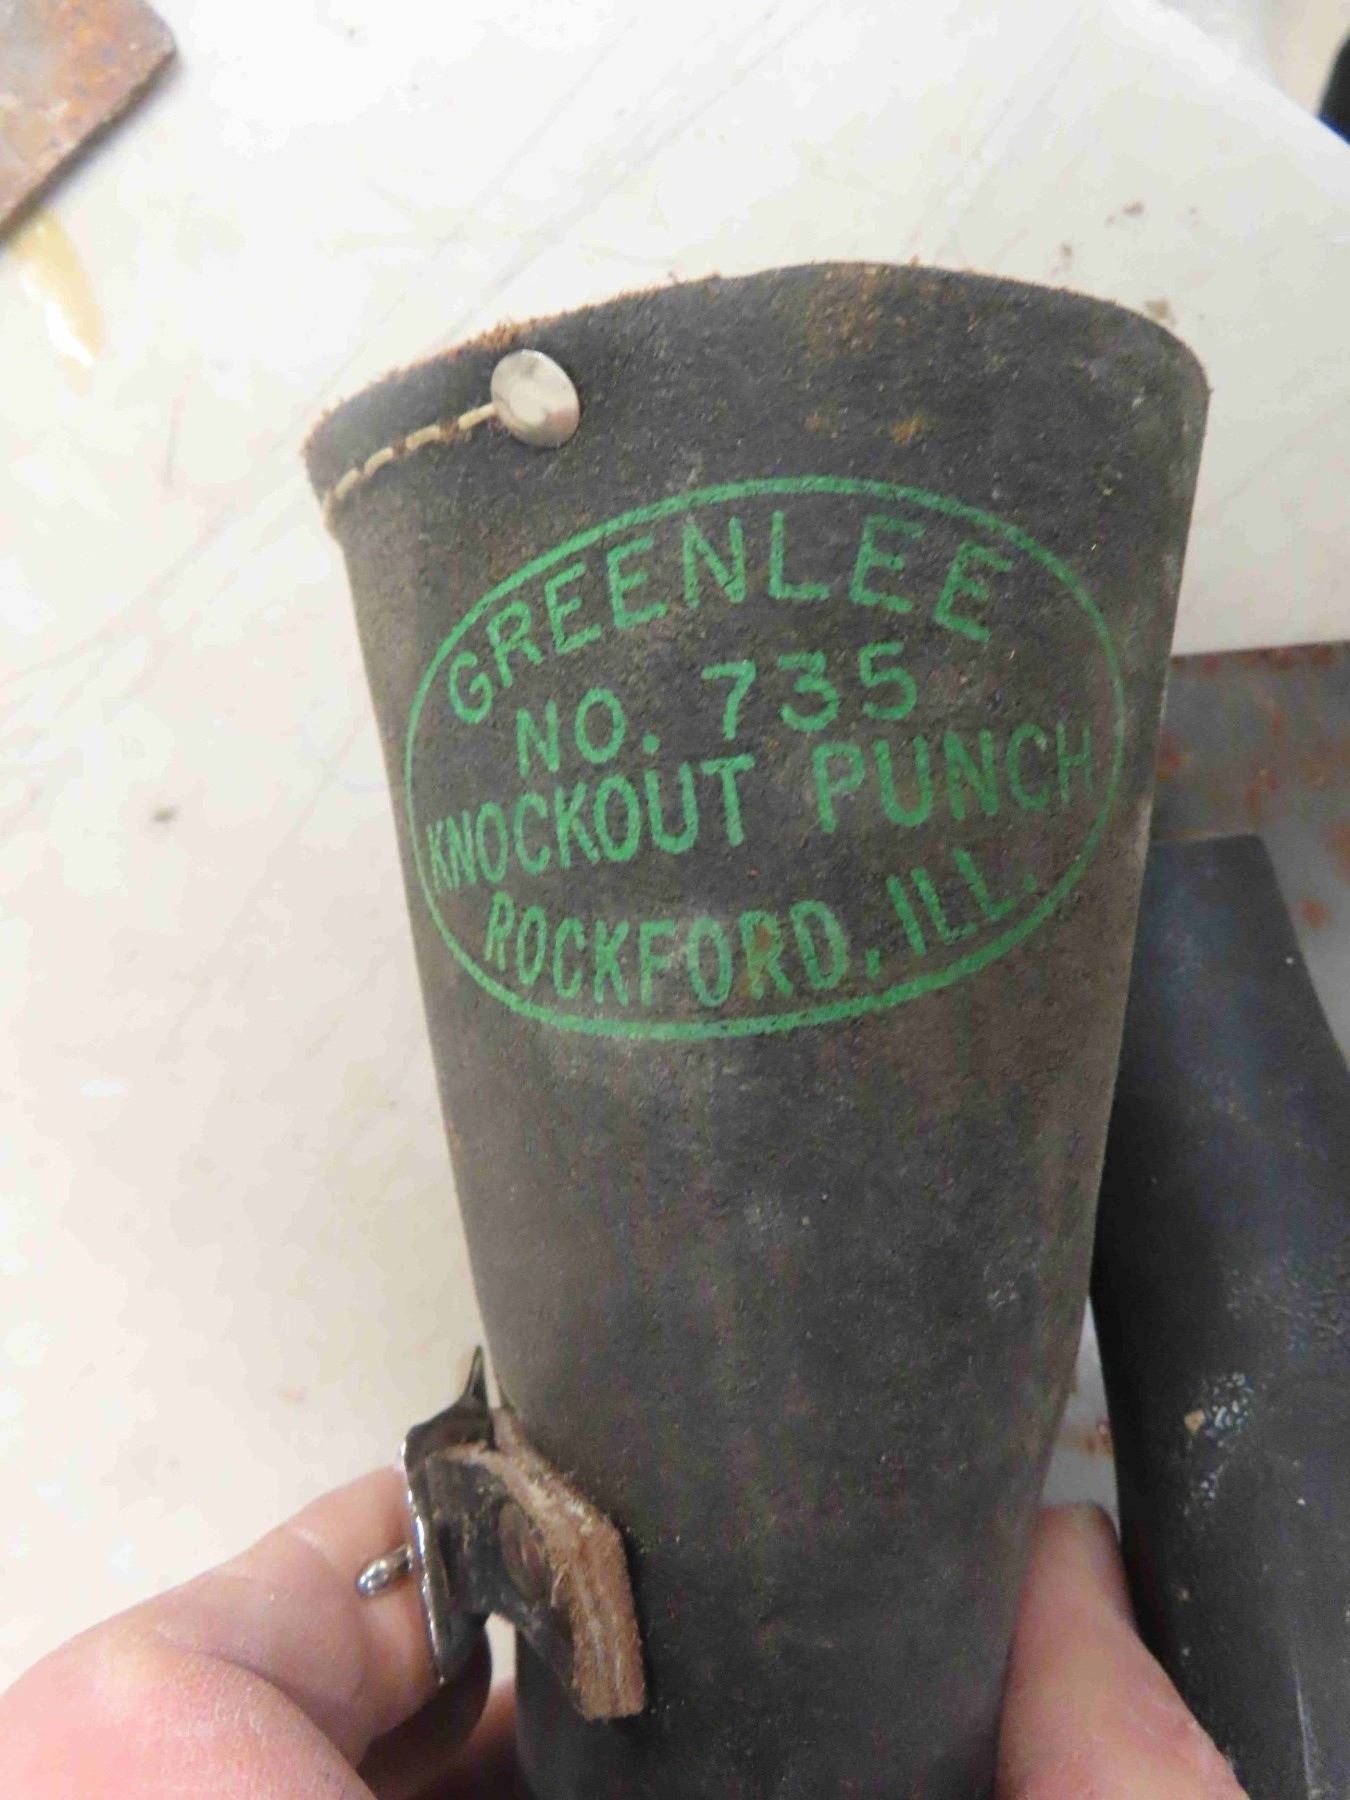 GREENLEE
NO. 735
KNOCKOUT PUNCH
ROCKFORD, ILL.